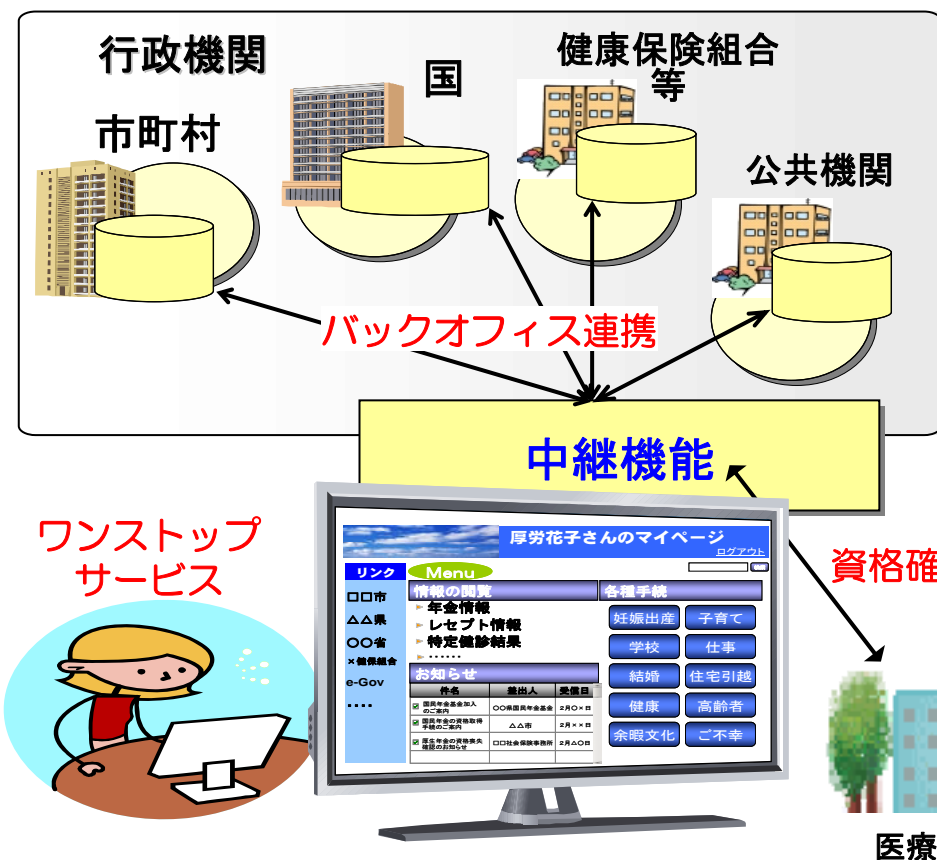 行政機関
国
健康保険組合
等
市町村
公共機関
バックオフィス連携
中継機能
ワンストップ
サービス
資格確
厚労花子さんのマイページ
ログアウト
リンク
Menu
□□市
△△県
○○省
×健保組合
e-Gov
････
情報の閲覧
年金情報
レセプト情報
特定健診結果
……
各種手続
妊娠出産
子育て
学校
仕事
結婚
住宅引越
健康
高齢者
余暇文化
ご不幸
お知らせ
件名 差出人 受信日
国民年金基金加入
のご案内
○○県国民年金基金
2月○×日
国民年金の資格取得
手続のご案内
△△市
2月××日
厚生年金の資格喪失
確認のお知らせ
□□社会保険事務所
2月△○日
医療